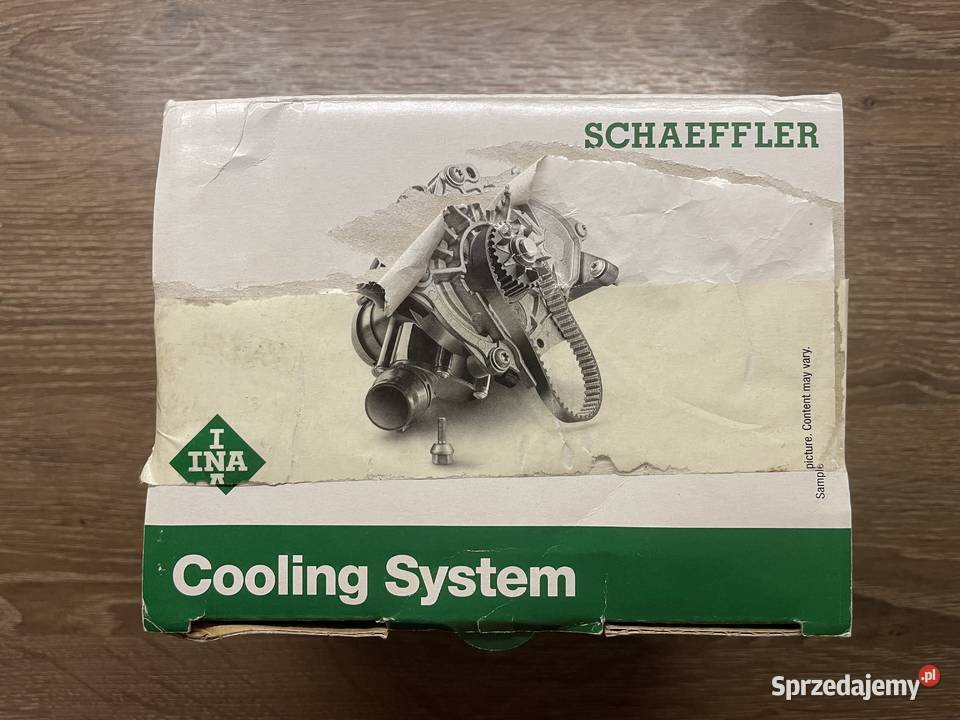 SCHAEFFLER
I
INA
A
Sample picture. Content may vary.
Cooling System
Sprzedajemy.pl